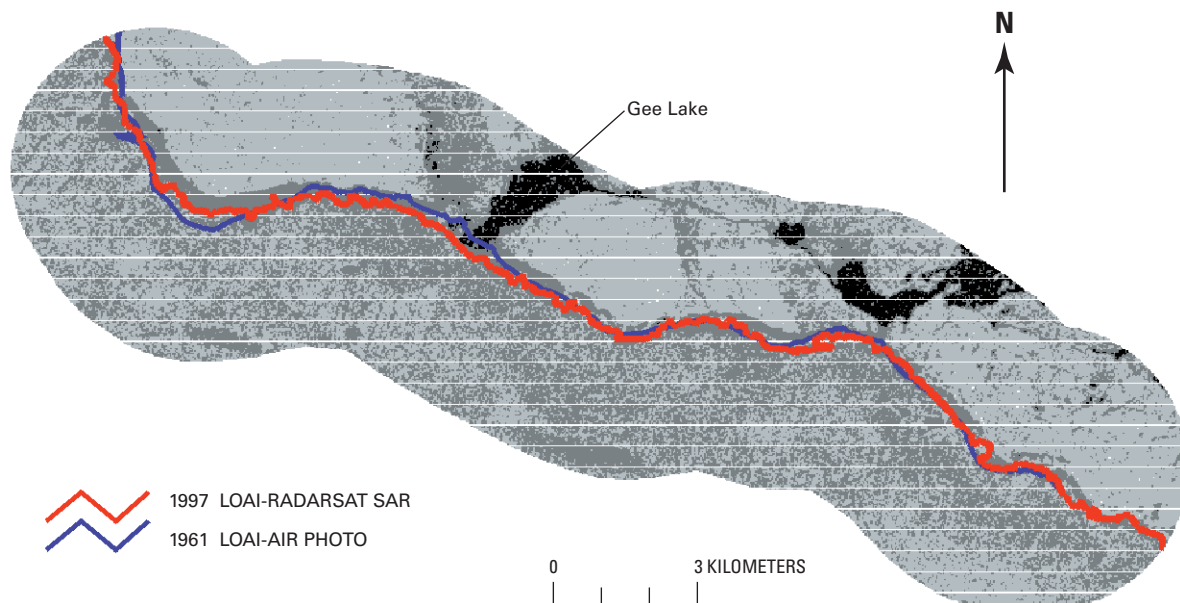 N
Gee Lake
1997 LOAI-RADARSAT SAR
1961 LOAI-AIR PHOTO
0 3 KILOMETERS